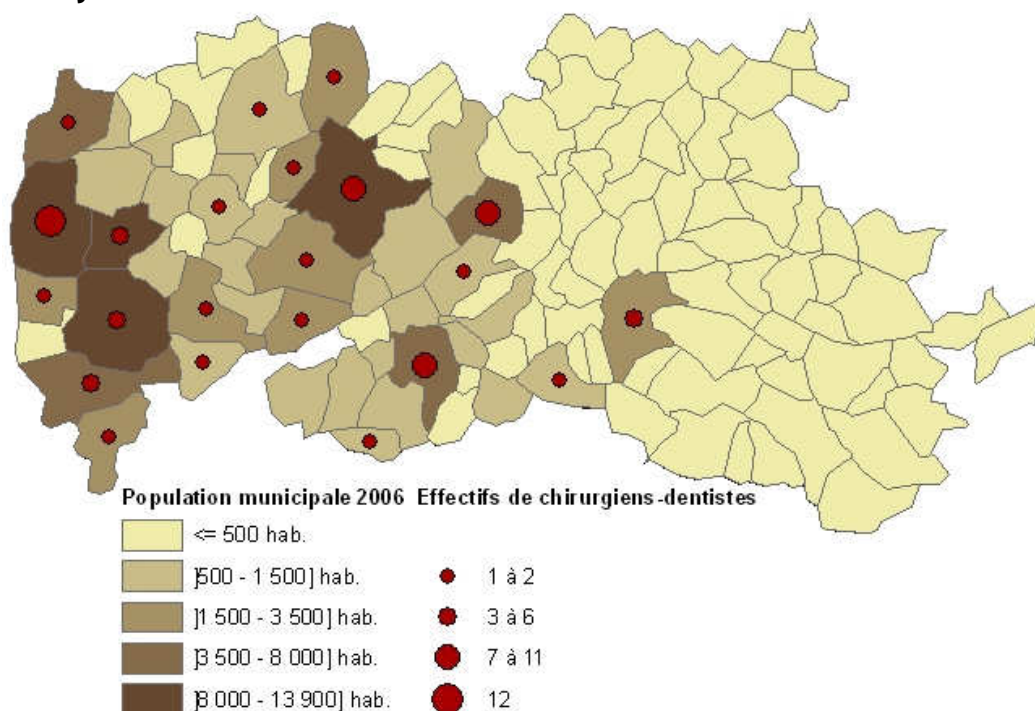 Population municipale 2006 Effectifs de chirurgiens-dentistes
<= 500 hab.
]500 - 1 500] hab. 1 à 2
]1 500 - 3 500] hab. 3 à 6
]3 500 - 8 000] hab. 7 à 11
]8 000 - 13 900] hab. 12